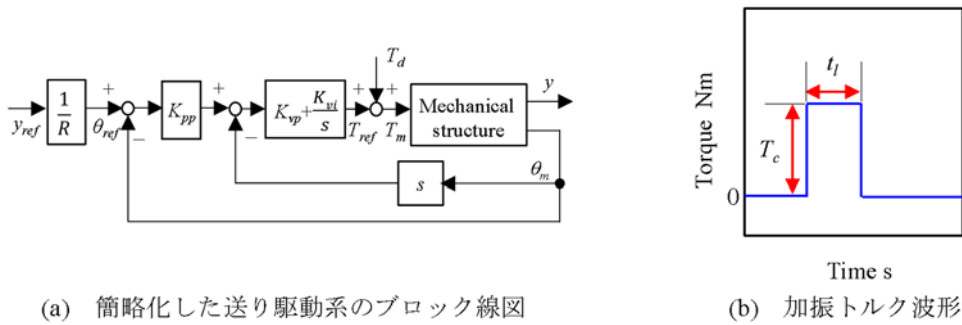 y_ref
1/R
+
θ_ref
−
K_pp
+
−
K_vp + K_vi/s
T_ref
+
T_d
+
T_m
Mechanical
structure
y
θ_m
s
(a) 簡略化した送り駆動系のブロック線図
Torque Nm
0
T_c
t_l
Time s
(b) 加振トルク波形